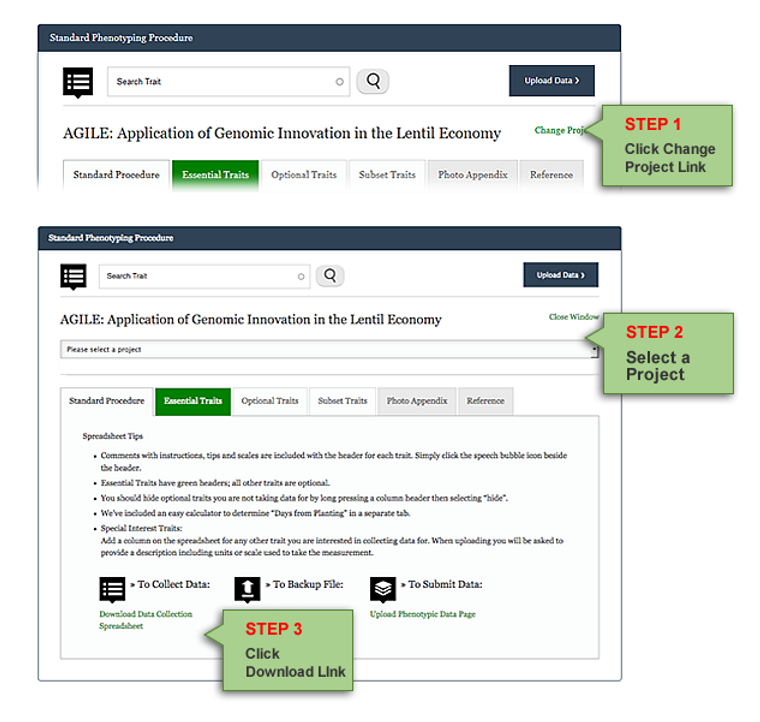 Standard Phenotyping Procedure
Search Trait
Upload Data >
AGILE: Application of Genomic Innovation in the Lentil Economy
Change Proj
STEP 1
Click Change
Project Link
Standard Procedure
Essential Traits
Optional Traits
Subset Traits
Photo Appendix
Reference
Standard Phenotyping Procedure
Search Trait
Upload Data >
AGILE: Application of Genomic Innovation in the Lentil Economy
Close Window
STEP 2
Select a
Project
Please select a project
Standard Procedure
Essential Traits
Optional Traits
Subset Traits
Photo Appendix
Reference
Spreadsheet Tips
• Comments with instructions, tips and scales are included with the header for each trait. Simply click the speech bubble icon beside
the header.
• Essential Traits have green headers; all other traits are optional.
• You should hide optional traits you are not taking data for by long pressing a column header then selecting “hide”.
• We've included an easy calculator to determine “Days from Planting” in a separate tab.
• Special Interest Traits:
Add a column on the spreadsheet for any other trait you are interested in collecting data for. When uploading you will be asked to
provide a description including units or scale used to take the measurement.
» To Collect Data:
» To Backup File:
» To Submit Data:
Download Data Collection
Spreadsheet
Upload Phenotypic Data Page
STEP 3
Click
Download LInk